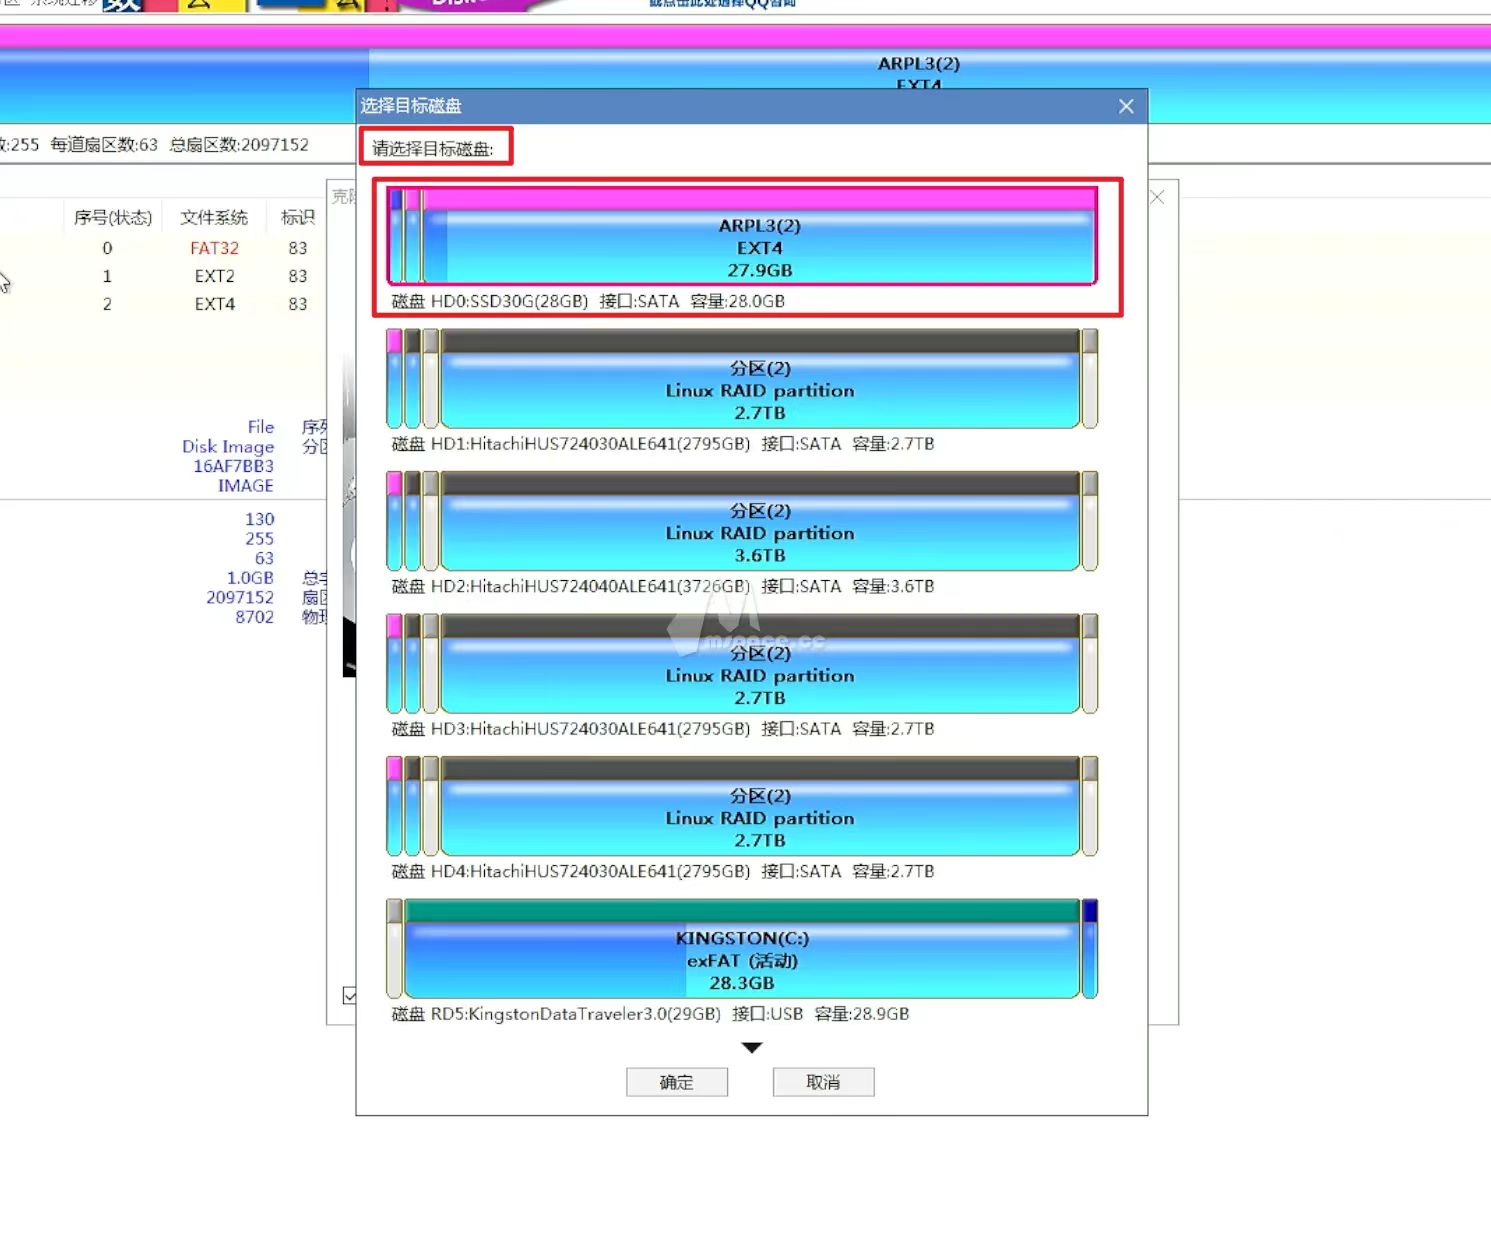 ARPL3(2)
EXT4
选择目标磁盘
:255 每道扇区数:63 总扇区数:2097152
请选择目标磁盘:
序号(状态) 文件系统 标识
0 FAT32 83
1 EXT2 83
2 EXT4 83
ARPL3(2)
EXT4
27.9GB
磁盘 HD0:SSD30G(28GB) 接口:SATA 容量:28.0GB
分区(2)
Linux RAID partition
2.7TB
磁盘 HD1:HitachiHUS724030ALE641(2795GB) 接口:SATA 容量:2.7TB
File
Disk Image
16AF7BB3
IMAGE
130
255
63
1.0GB
2097152
8702
分区(2)
Linux RAID partition
3.6TB
磁盘 HD2:HitachiHUS724040ALE641(3726GB) 接口:SATA 容量:3.6TB
mspace.cc
分区(2)
Linux RAID partition
2.7TB
磁盘 HD3:HitachiHUS724030ALE641(2795GB) 接口:SATA 容量:2.7TB
分区(2)
Linux RAID partition
2.7TB
磁盘 HD4:HitachiHUS724030ALE641(2795GB) 接口:SATA 容量:2.7TB
KINGSTON(C:)
exFAT (活动)
28.3GB
磁盘 RD5:KingstonDataTraveler3.0(29GB) 接口:USB 容量:28.9GB
确定 取消